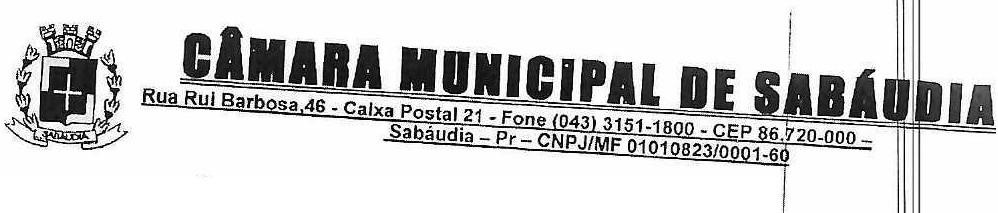 CÂMARA MUNICIPAL DE SABÁUDIA
Rua Rui Barbosa,46 - Caixa Postal 21 - Fone (043) 3151-1800 - CEP 86.720-000 –
Sabáudia – Pr – CNPJ/MF 01010823/0001-60
SABÁUDIA